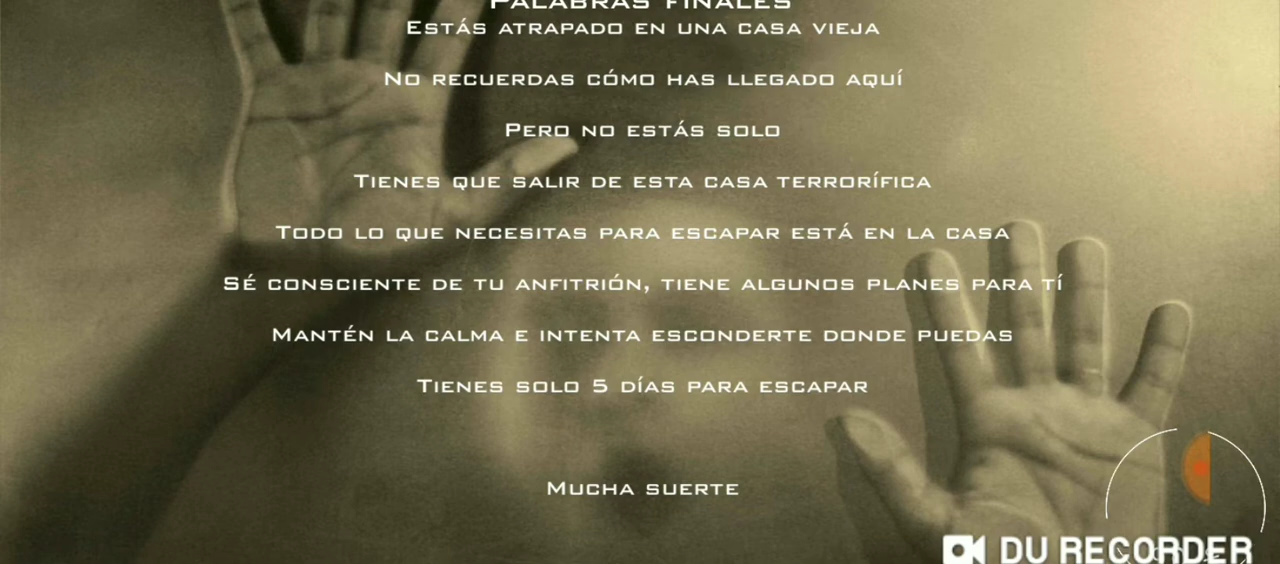 Palabras finales
Estás atrapado en una casa vieja
No recuerdas cómo has llegado aquí
Pero no estás solo
Tienes que salir de esta casa terrorífica
Todo lo que necesitas para escapar está en la casa
Sé consciente de tu anfitrión, tiene algunos planes para tí
Mantén la calma e intenta esconderte donde puedas
Tienes solo 5 días para escapar
Mucha suerte
DU RECORDER